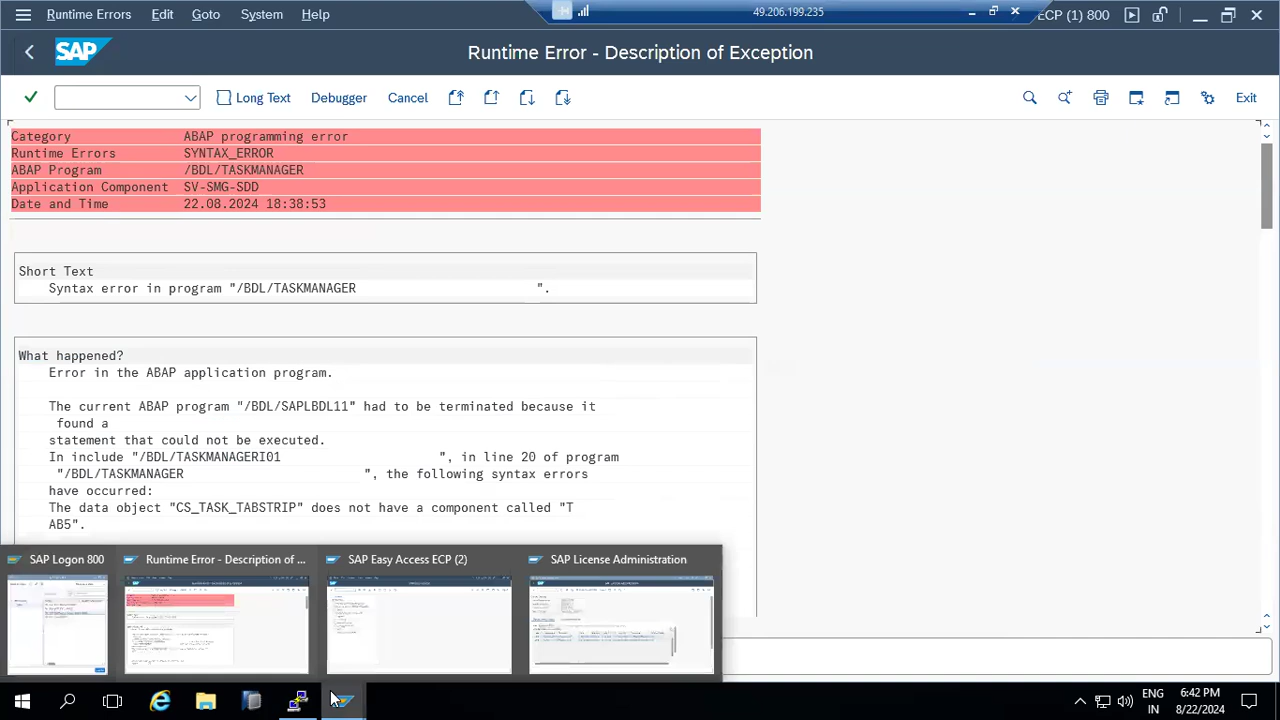 Runtime Errors Edit Goto System Help 49.206.199.235 ECP (1) 800
SAP Runtime Error - Description of Exception
Long Text Debugger Cancel Exit
Category ABAP programming error
Runtime Errors SYNTAX_ERROR
ABAP Program /BDL/TASKMANAGER
Application Component SV-SMG-SDD
Date and Time 22.08.2024 18:38:53
Short Text
Syntax error in program "/BDL/TASKMANAGER ".
What happened?
Error in the ABAP application program.
The current ABAP program "/BDL/SAPLBDL11" had to be terminated because it
found a
statement that could not be executed.
In include "/BDL/TASKMANAGERI01 ", in line 20 of program
"/BDL/TASKMANAGER ", the following syntax errors
have occurred:
The data object "CS_TASK_TABSTRIP" does not have a component called "T
AB5".
SAP Logon 800 Runtime Error - Description of ... SAP Easy Access ECP (2) SAP License Administration
ENG 6:42 PM
IN 8/22/2024